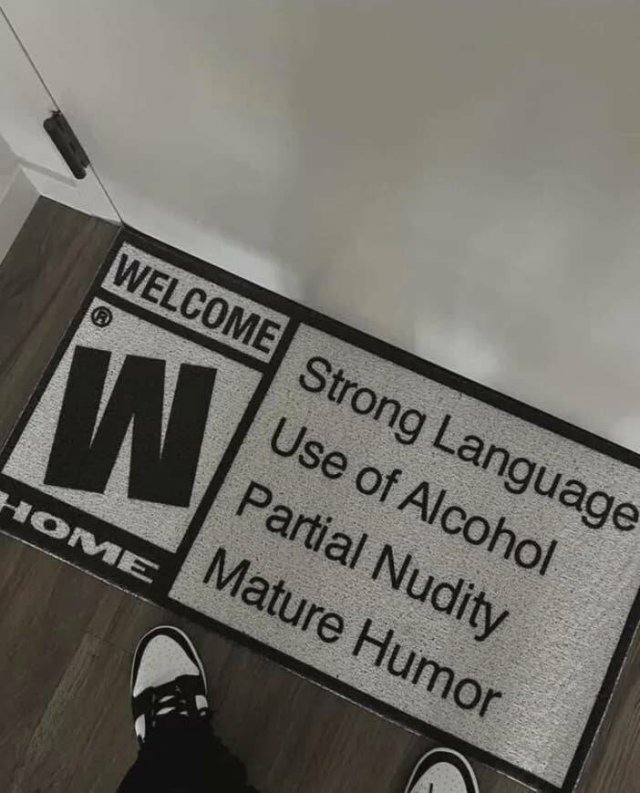 WELCOME
®
W
HOME
Strong Language
Use of Alcohol
Partial Nudity
Mature Humor